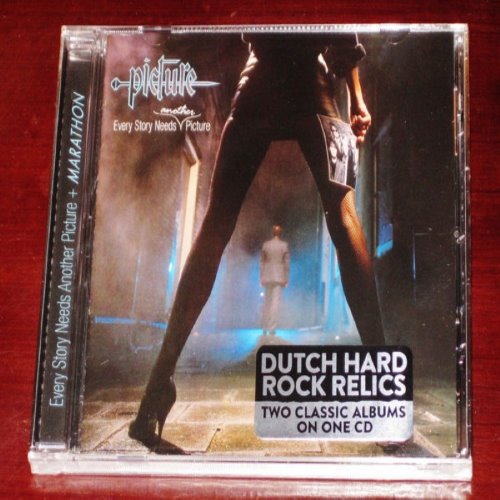 picture
another
Every Story Needs Picture
Every Story Needs Another Picture + MARATHON
DUTCH HARD
ROCK RELICS
TWO CLASSIC ALBUMS
ON ONE CD